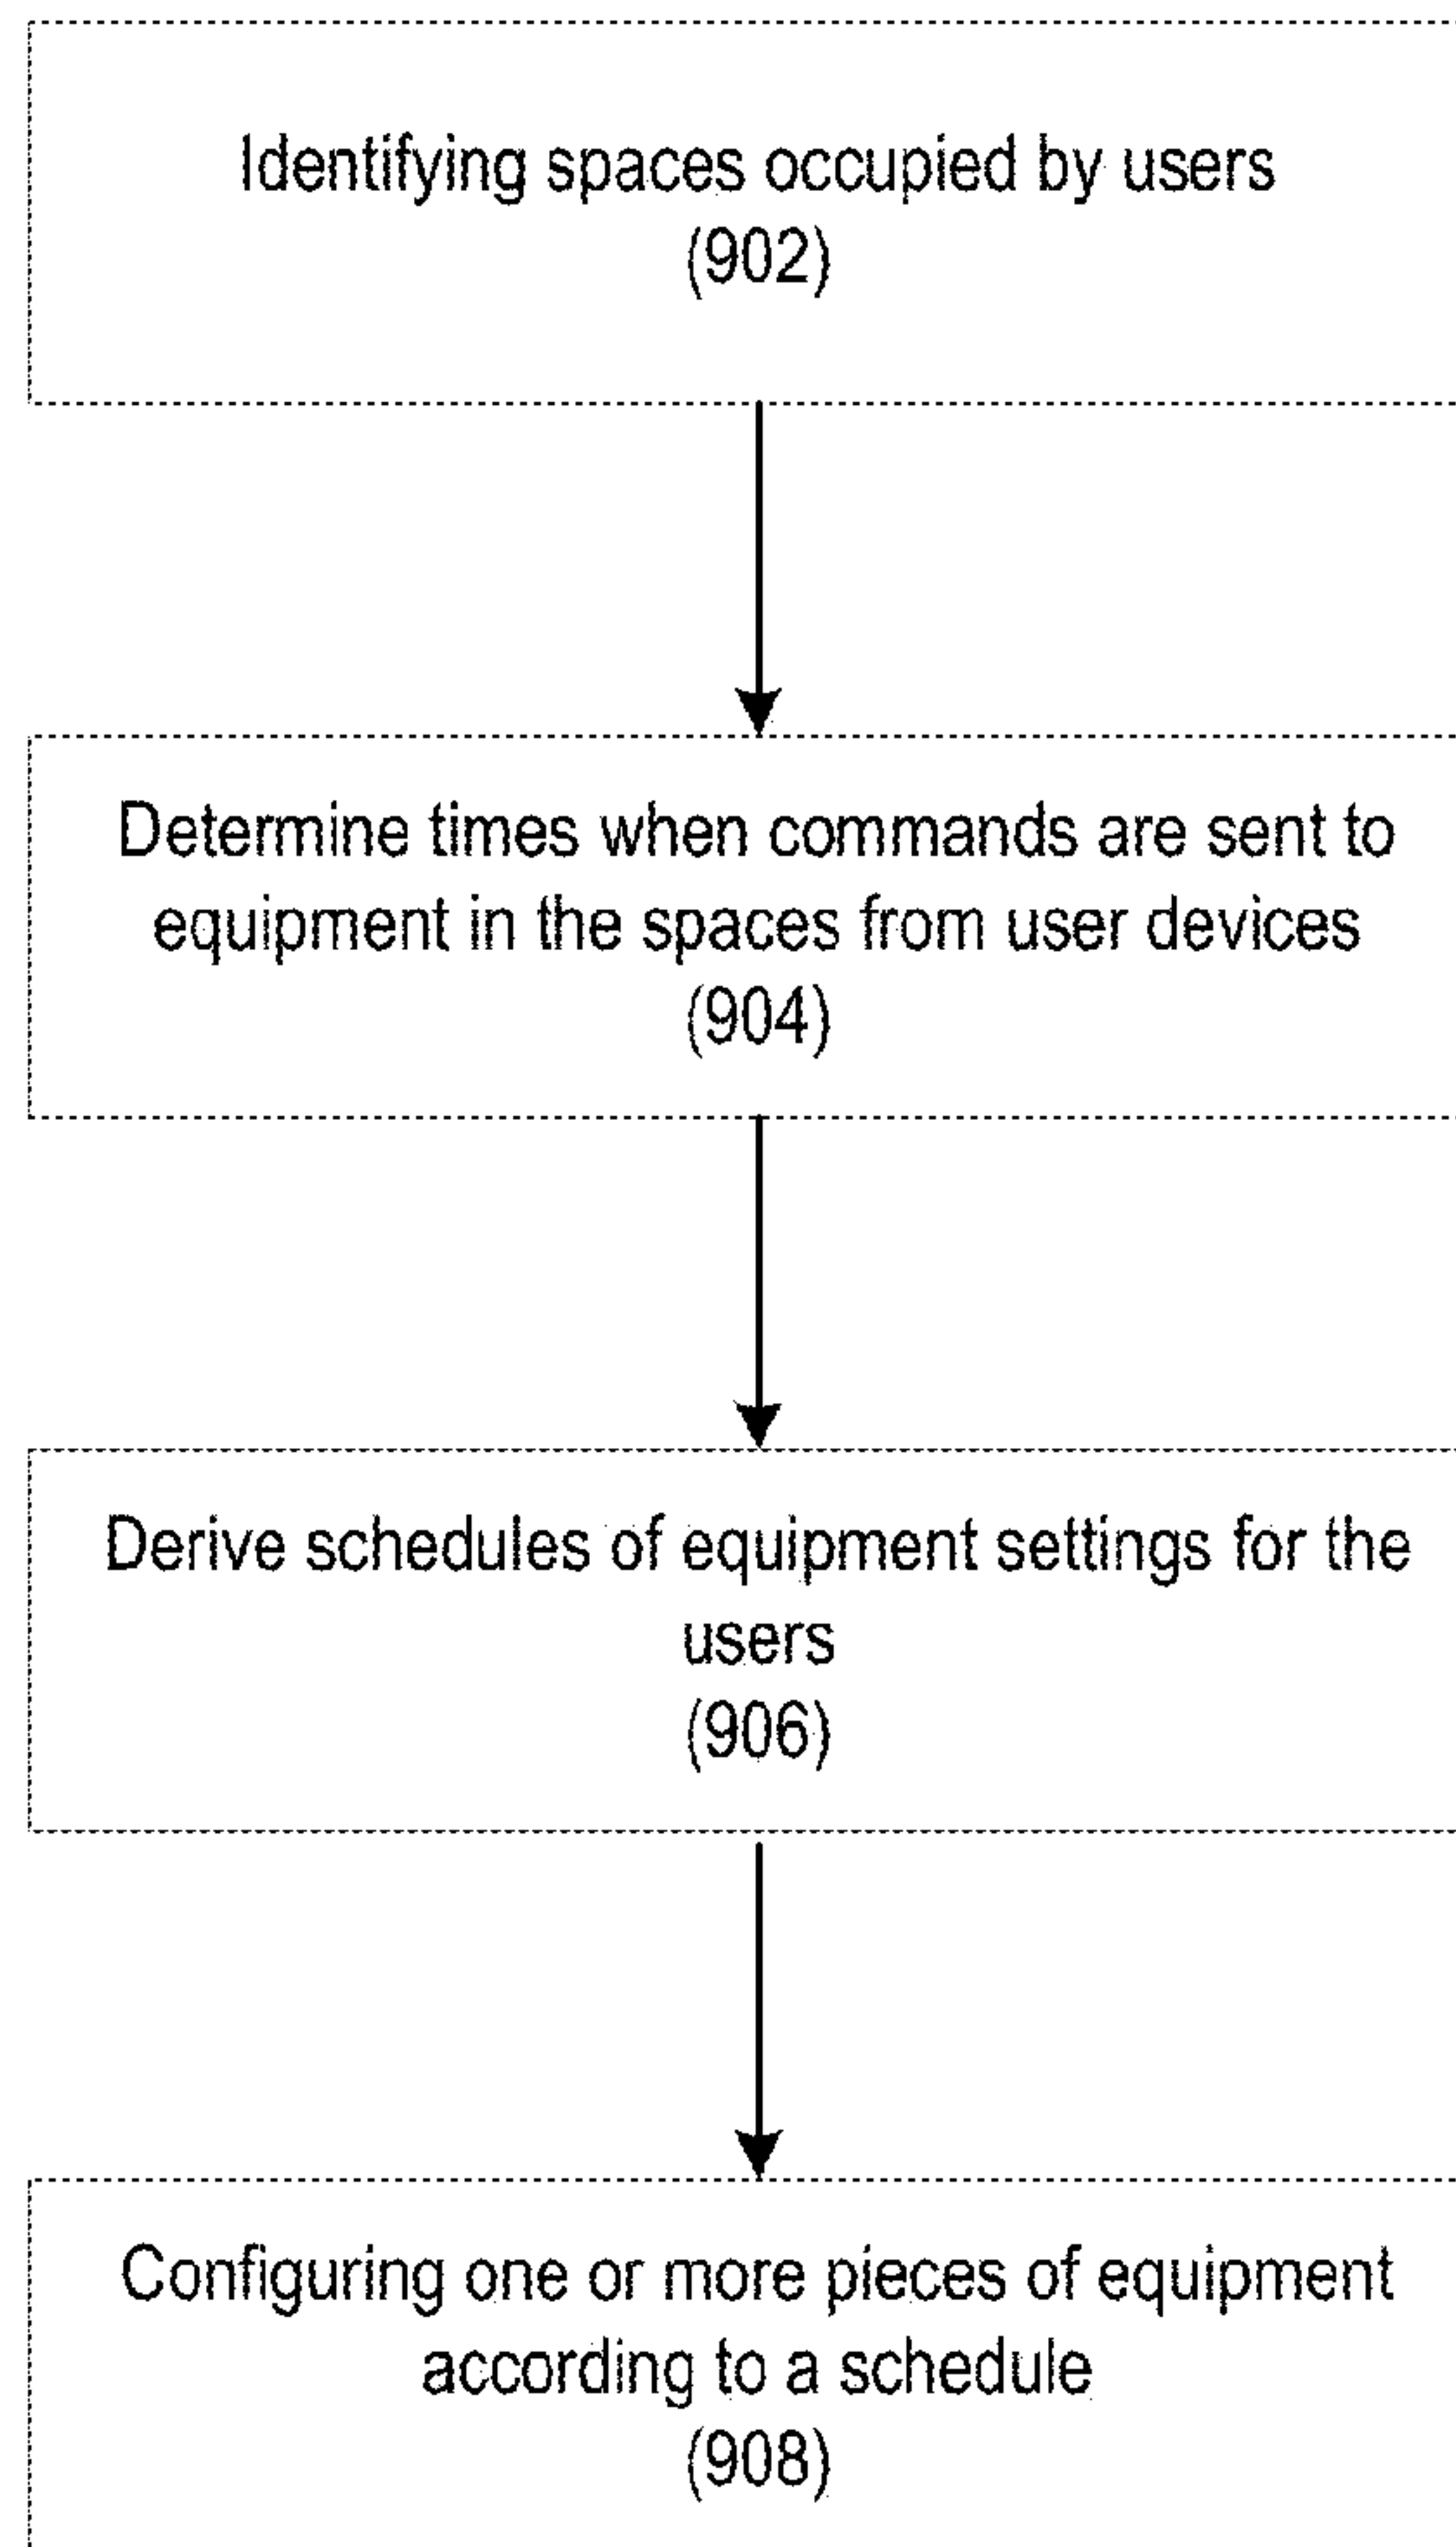 Identifying spaces occupied by users
(902)
Determine times when commands are sent to
equipment in the spaces from user devices
(904)
Derive schedules of equipment settings for the
users
(906)
Configuring one or more pieces of equipment
according to a schedule
(908)